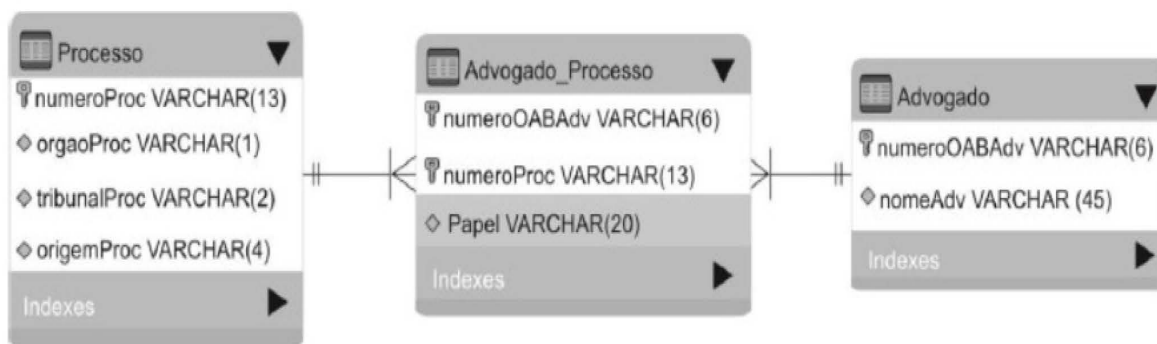 Processo
numeroProc VARCHAR(13)
orgaoProc VARCHAR(1)
tribunalProc VARCHAR(2)
origemProc VARCHAR(4)
Indexes
Advogado_Processo
numeroOABAdv VARCHAR(6)
numeroProc VARCHAR(13)
Papel VARCHAR(20)
Indexes
Advogado
numeroOABAdv VARCHAR(6)
nomeAdv VARCHAR (45)
Indexes